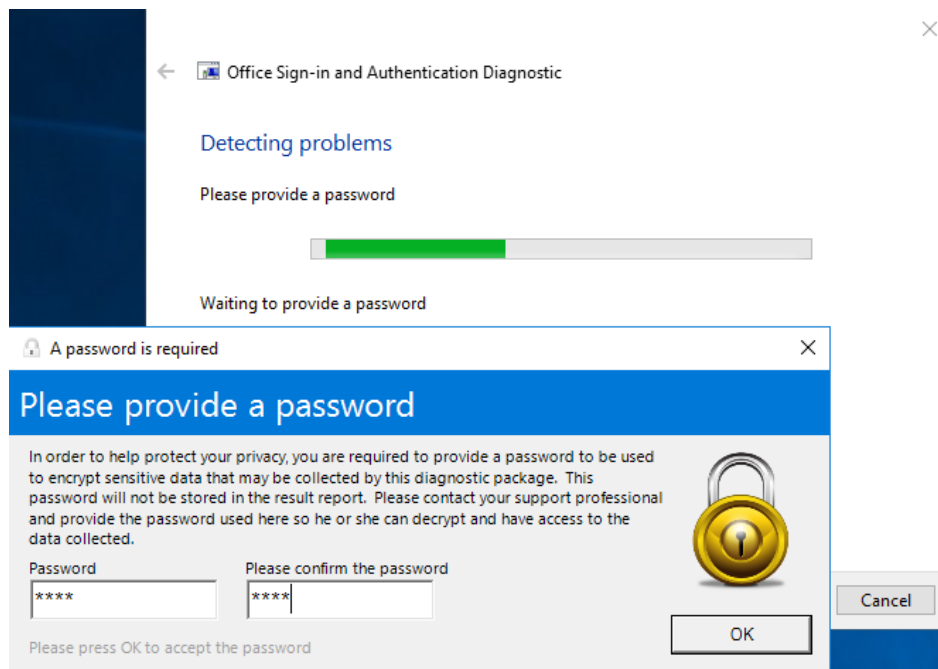 Office Sign-in and Authentication Diagnostic
Detecting problems
Please provide a password
Waiting to provide a password
A password is required
Please provide a password
In order to help protect your privacy, you are required to provide a password to be used
to encrypt sensitive data that may be collected by this diagnostic package.  This
password will not be stored in the result report.  Please contact your support professional
and provide the password used here so he or she can decrypt and have access to the
data collected.
Password
Please confirm the password
****
****
Please press OK to accept the password
OK
Cancel